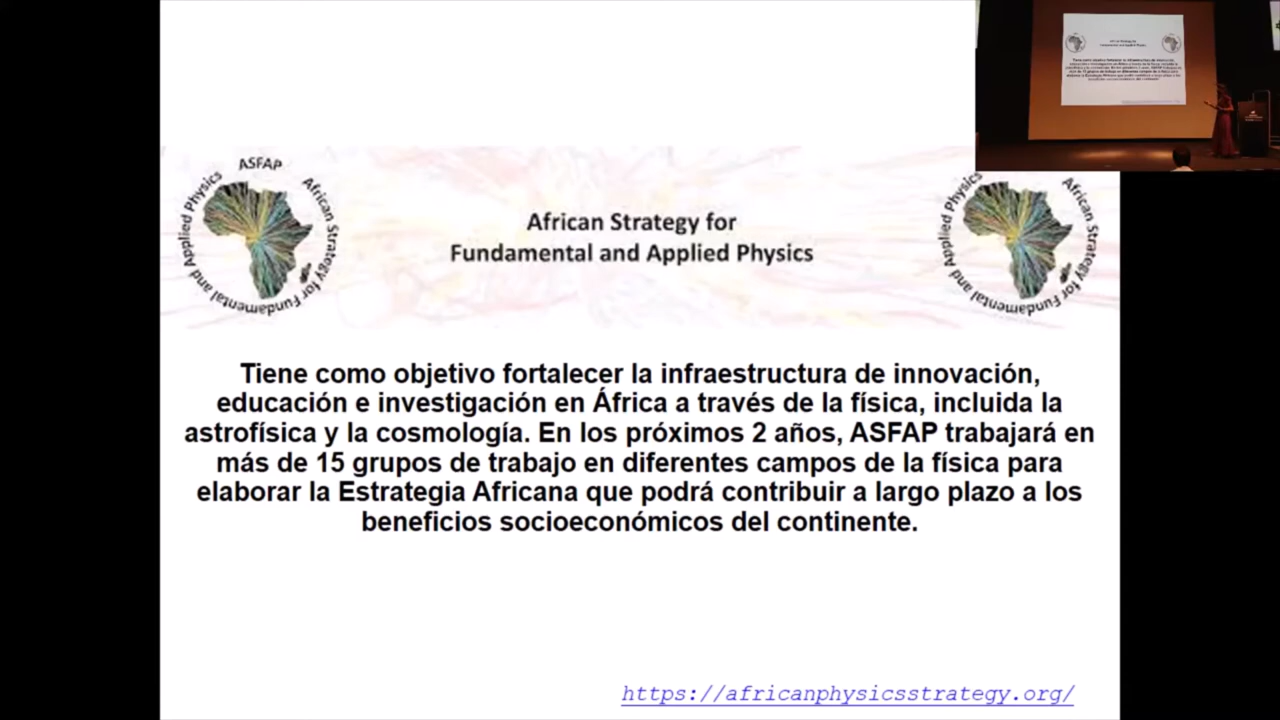 ASFAP
African Strategy for Fundamental and Applied Physics
African Strategy for
Fundamental and Applied Physics
African Strategy for Fundamental and Applied Physics
Tiene como objetivo fortalecer la infraestructura de innovación,
educación e investigación en África a través de la física, incluida la
astrofísica y la cosmología. En los próximos 2 años, ASFAP trabajará en
más de 15 grupos de trabajo en diferentes campos de la física para
elaborar la Estrategia Africana que podrá contribuir a largo plazo a los
beneficios socioeconómicos del continente.
https://africanphysicsstrategy.org/